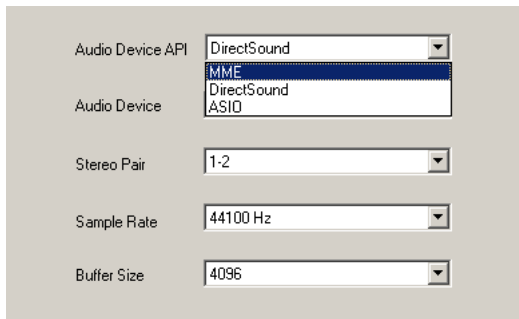 Audio Device API DirectSound
MME
DirectSound
Audio Device ASIO
Stereo Pair 1-2
Sample Rate 44100 Hz
Buffer Size 4096